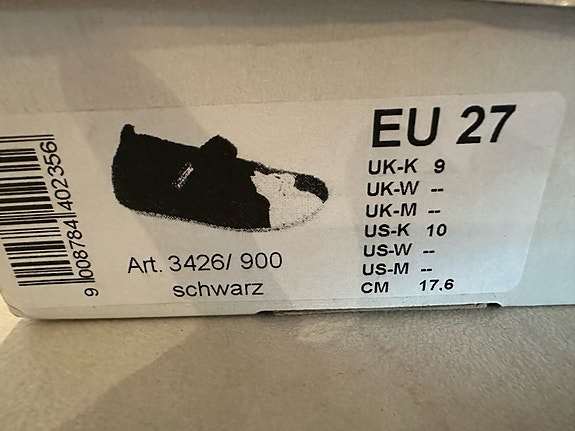 9 008784 402356
Art. 3426/ 900
schwarz
EU 27
UK-K 9
UK-W --
UK-M --
US-K 10
US-W --
US-M --
CM 17,6